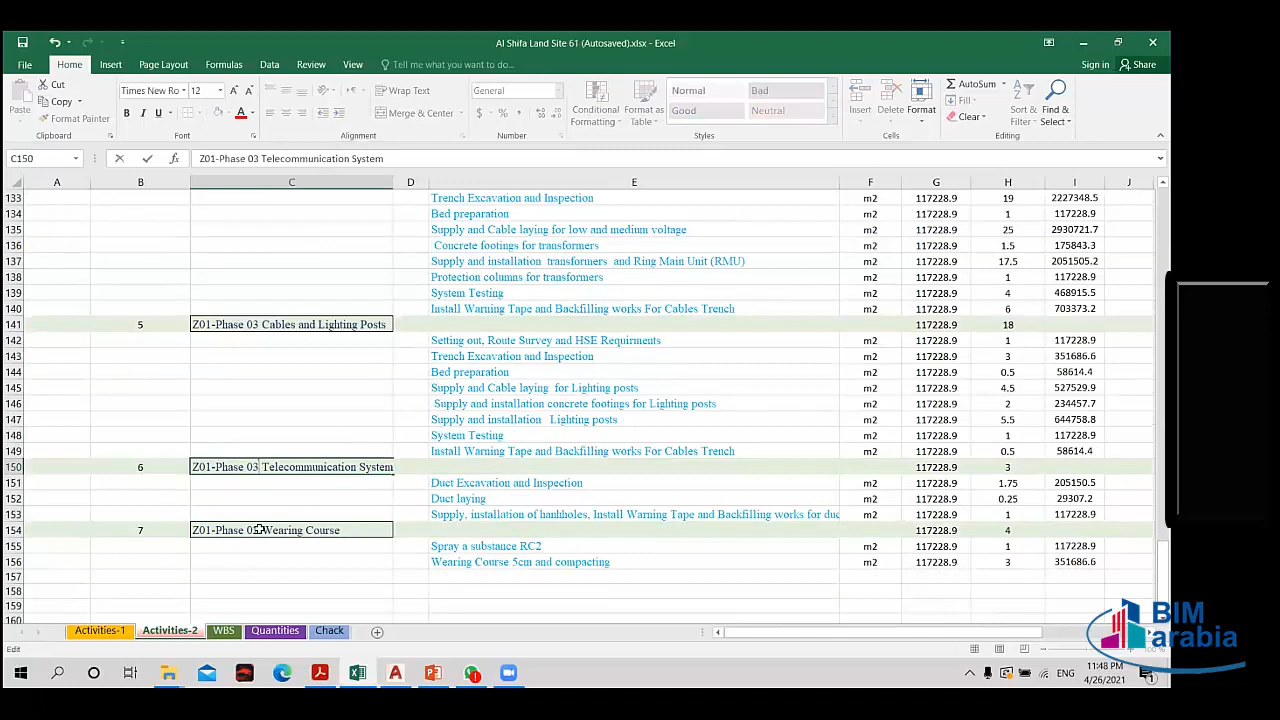 Al Shifa Land Site 61 (Autosaved).xlsx - Excel
File Home Insert Page Layout Formulas Data Review View Tell me what you want to do... Sign in Share
Cut
Copy
Format Painter
Paste
Clipboard
Times New Ro 12
B I U
Font
Wrap Text
Merge & Center
Alignment
General
$ % ,
Number
Conditional Formatting
Format as Table
Normal Bad
Good Neutral
Styles
Insert Delete Format
Cells
AutoSum
Fill
Clear
Sort & Filter
Find & Select
Editing
C150 fx Z01-Phase 03 Telecommunication System
A B C D E F G H I J
133 Trench Excavation and Inspection m2 117228.9 19 2227348.5
134 Bed preparation m2 117228.9 1 117228.9
135 Supply and Cable laying for low and medium voltage m2 117228.9 25 2930721.7
136 Concrete footings for transformers m2 117228.9 1.5 175843.3
137 Supply and installation transformers and Ring Main Unit (RMU) m2 117228.9 17.5 2051505.2
138 Protection columns for transformers m2 117228.9 1 117228.9
139 System Testing m2 117228.9 4 468915.5
140 Install Warning Tape and Backfilling works For Cables Trench m2 117228.9 6 703373.2
141 5 Z01-Phase 03 Cables and Lighting Posts 117228.9 18
142 Setting out, Route Survey and HSE Requirments m2 117228.9 1 117228.9
143 Trench Excavation and Inspection m2 117228.9 3 351686.6
144 Bed preparation m2 117228.9 0.5 58614.4
145 Supply and Cable laying for Lighting posts m2 117228.9 4.5 527529.9
146 Supply and installation concrete footings for Lighting posts m2 117228.9 2 234457.7
147 Supply and installation Lighting posts m2 117228.9 5.5 644758.8
148 System Testing m2 117228.9 1 117228.9
149 Install Warning Tape and Backfilling works For Cables Trench m2 117228.9 0.5 58614.4
150 6 Z01-Phase 03 Telecommunication System 117228.9 3
151 Duct Excavation and Inspection m2 117228.9 1.75 205150.5
152 Duct laying m2 117228.9 0.25 29307.2
153 Supply, installation of hanhholes, Install Warning Tape and Backfilling works for duc m2 117228.9 1 117228.9
154 7 Z01-Phase Wearing Course 117228.9 4
155 Spray a substance RC2 m2 117228.9 1 117228.9
156 Wearing Course 5cm and compacting m2 117228.9 3 351686.6
157
158
159
160
Activities-1 Activities-2 WBS Quantities Chack
Edit
BIM
arabia
ENG
11:48 PM
4/26/2021